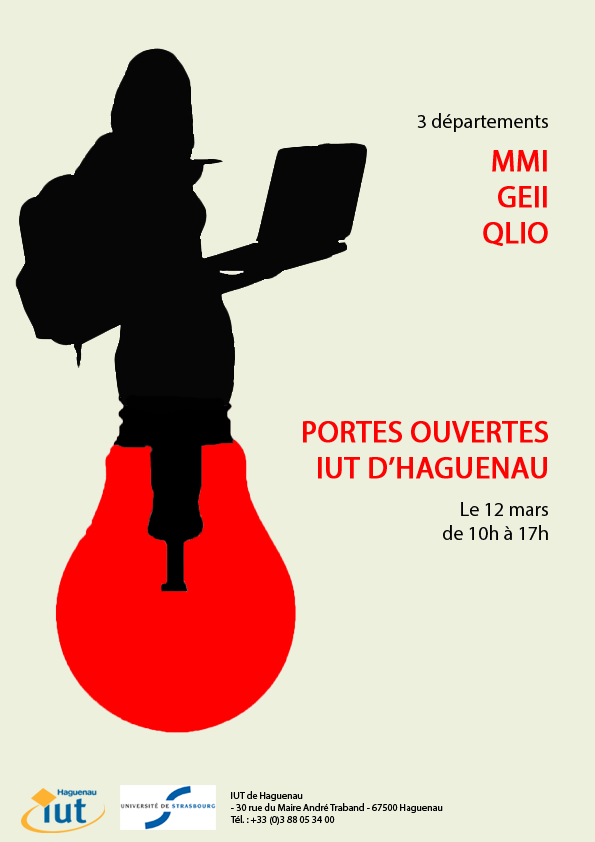 3 départements
MMI
GEII
QLIO
PORTES OUVERTES
IUT D’HAGUENAU
Le 12 mars
de 10h à 17h
Haguenau
iut
UNIVERSITÉ DE STRASBOURG
IUT de Haguenau
- 30 rue du Maire André Traband - 67500 Haguenau
Tél. : +33 (0)3 88 05 34 00